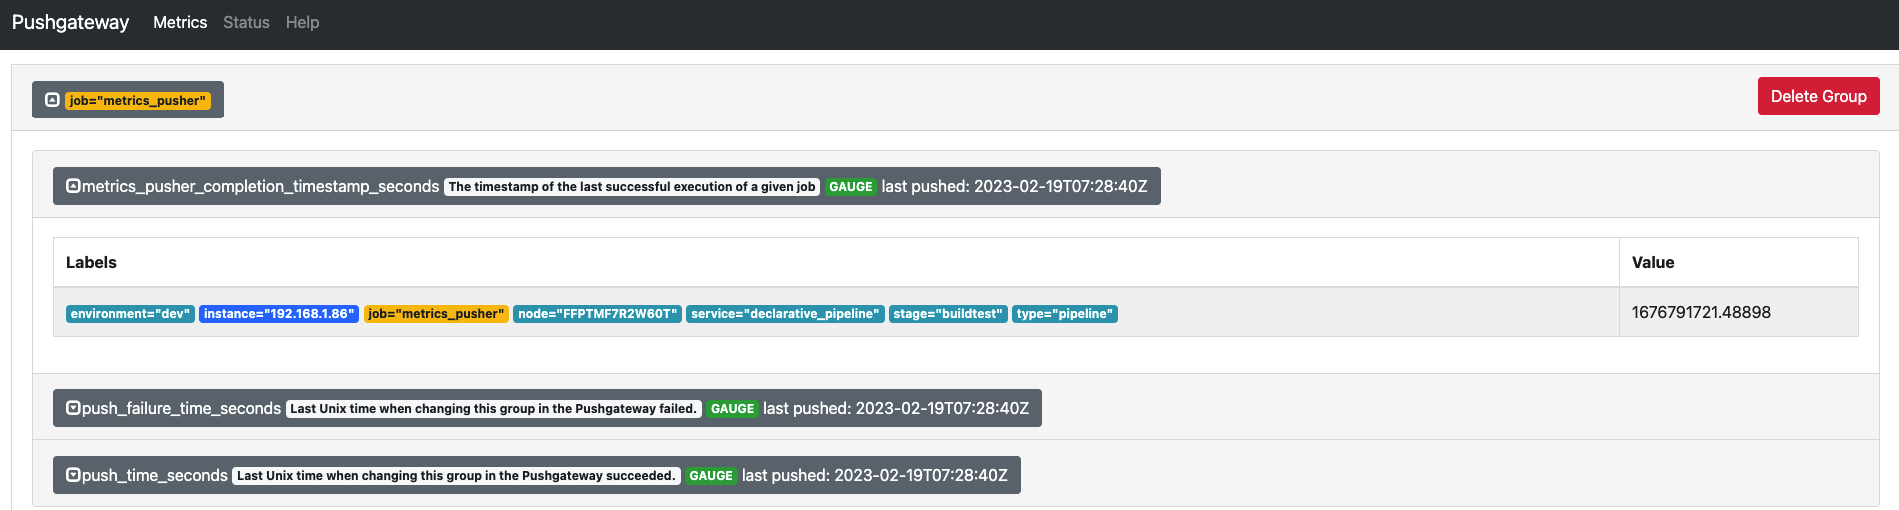 Pushgateway Metrics Status Help
job="metrics_pusher" Delete Group
metrics_pusher_completion_timestamp_seconds The timestamp of the last successful execution of a given job GAUGE last pushed: 2023-02-19T07:28:40Z
Labels Value
environment="dev" instance="192.168.1.86" job="metrics_pusher" node="FFPTMF7R2W60T" service="declarative_pipeline" stage="buildtest" type="pipeline" 1676791721.48898
push_failure_time_seconds Last Unix time when changing this group in the Pushgateway failed. GAUGE last pushed: 2023-02-19T07:28:40Z
push_time_seconds Last Unix time when changing this group in the Pushgateway succeeded. GAUGE last pushed: 2023-02-19T07:28:40Z